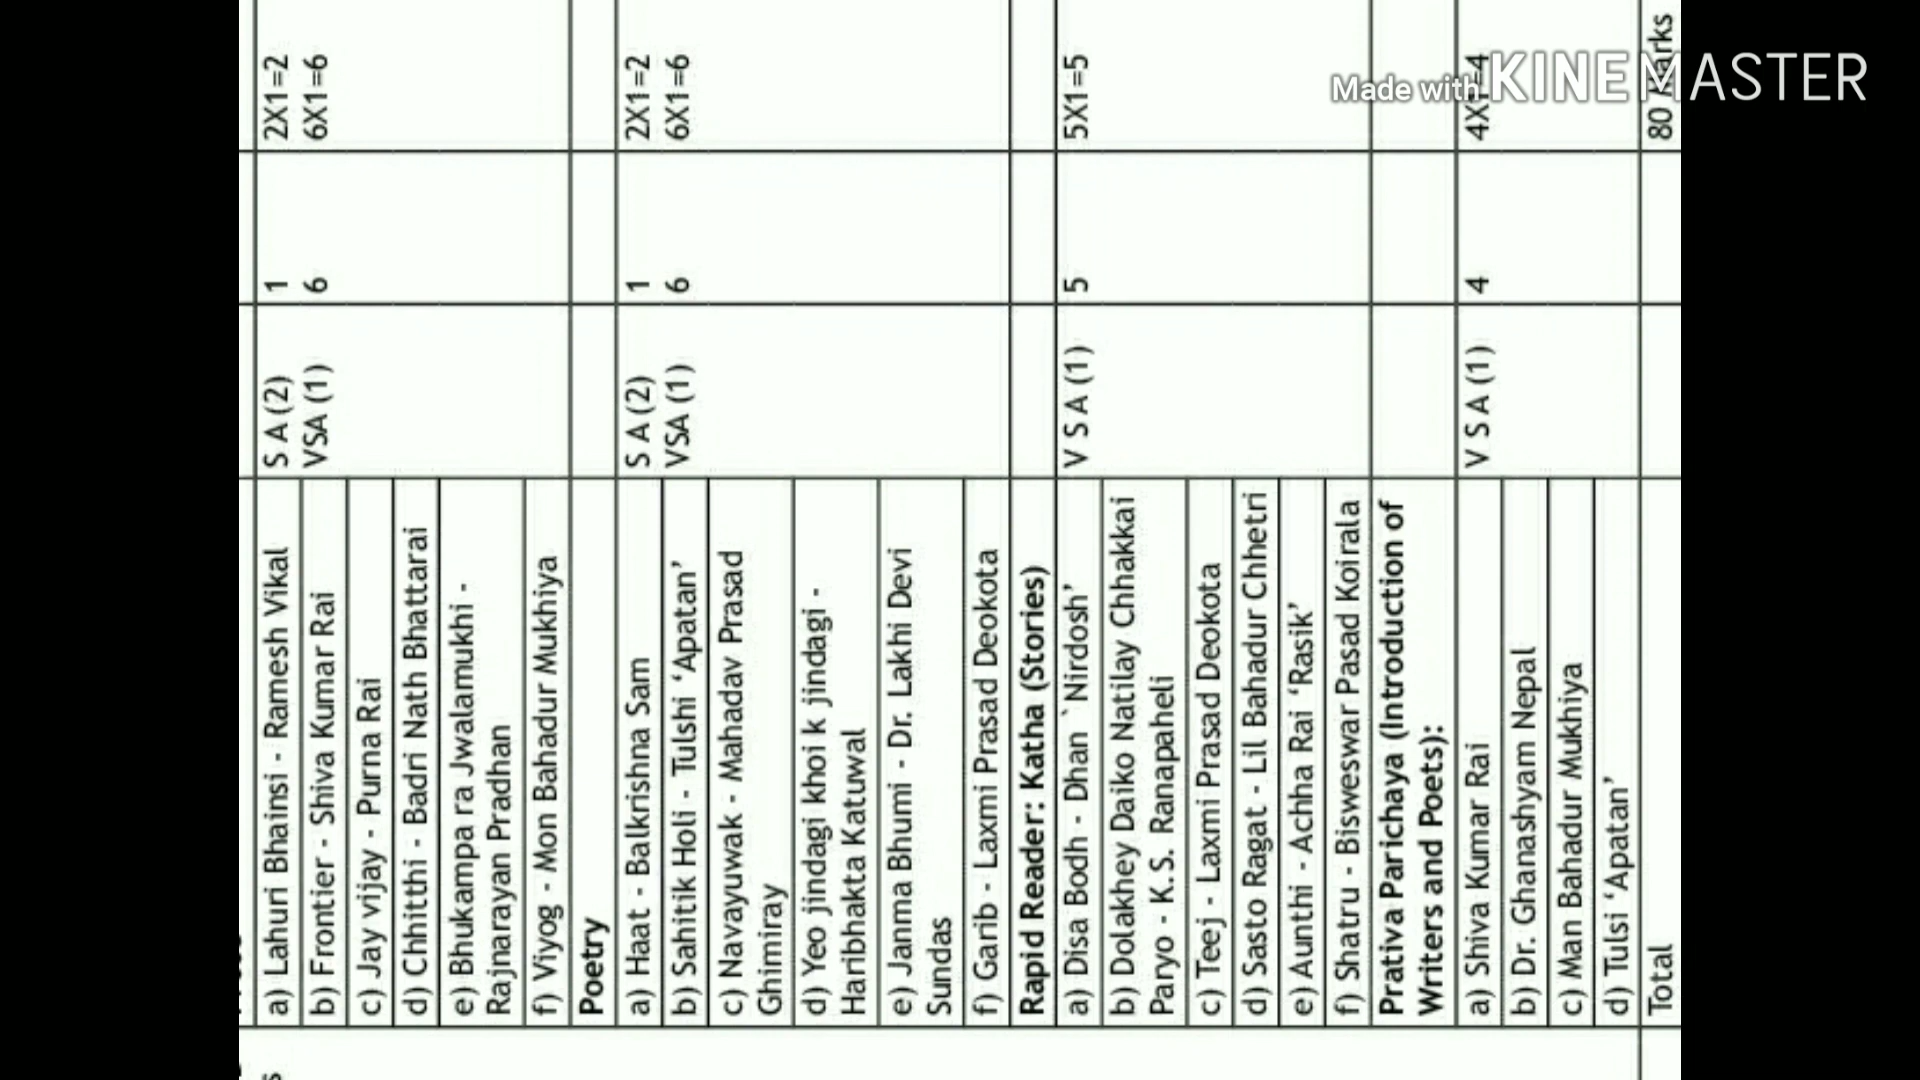 a) Lahuri Bhainsi - Ramesh Vikal S A (2) 1 2X1=2
VSA (1) 6 6X1=6
b) Frontier - Shiva Kumar Rai
c) Jay vijay - Purna Rai
d) Chhitthi - Badri Nath Bhattarai
e) Bhukampa ra Jwalamukhi -
Rajnarayan Pradhan
f) Viyog - Mon Bahadur Mukhiya
Poetry
a) Haat - Balkrishna Sam S A (2) 1 2X1=2
VSA (1) 6 6X1=6
b) Sahitik Holi - Tulshi ‘Apatan’
c) Navayuwak - Mahadav Prasad
Ghimiray
d) Yeo jindagi khoi k jindagi -
Haribhakta Katuwal
e) Janma Bhumi - Dr. Lakhi Devi
Sundas
f) Garib - Laxmi Prasad Deokota
Rapid Reader: Katha (Stories)
a) Disa Bodh - Dhan `Nirdosh’ V S A (1) 5 5X1=5
b) Dolakhey Daiko Natilay Chhakkai
Paryo - K.S. Ranapaheli
c) Teej - Laxmi Prasad Deokota
d) Sasto Ragat - Lil Bahadur Chhetri
e) Aunthi - Achha Rai ‘Rasik’
f) Shatru - Bisweswar Pasad Koirala
Prativa Parichaya (Introduction of
Writers and Poets):
a) Shiva Kumar Rai V S A (1) 4 4X1=4
b) Dr. Ghanashyam Nepal
c) Man Bahadur Mukhiya
d) Tulsi ‘Apatan’
Total 80 Marks
Made with KINEMASTER